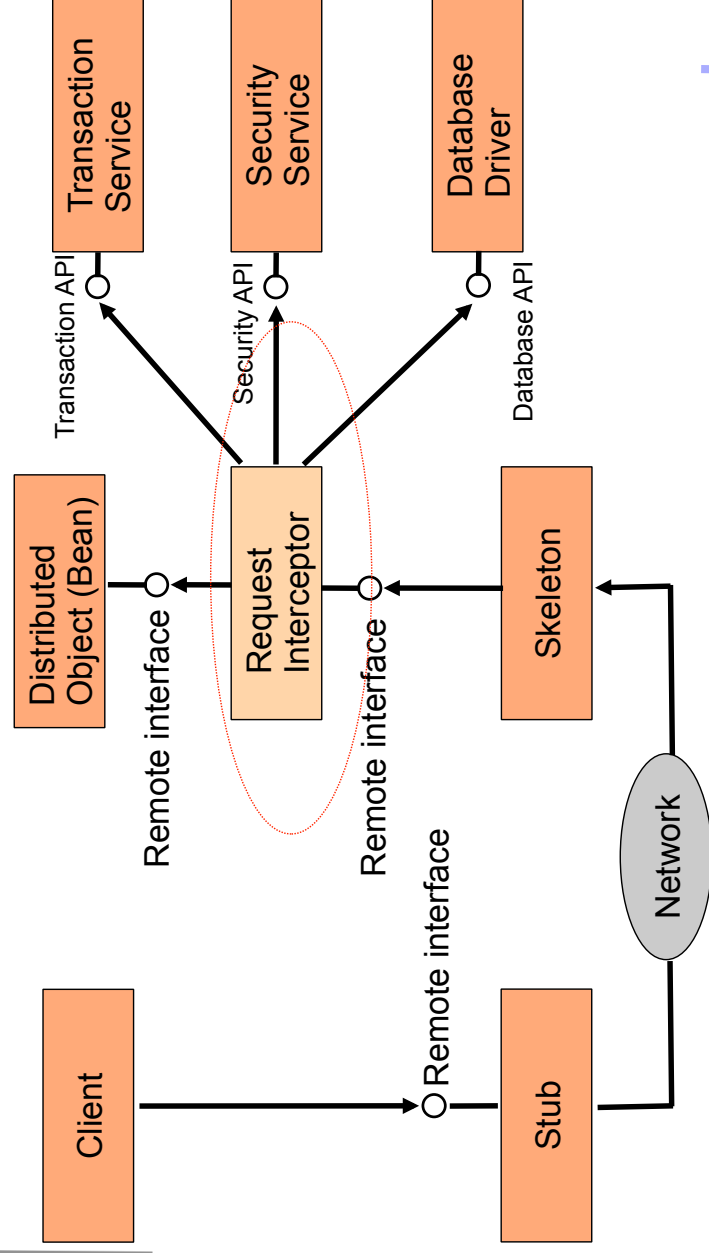 Client
Remote interface
Stub
Network
Distributed
Object (Bean)
Remote interface
Request
Interceptor
Remote interface
Skeleton
Transaction API
Transaction
Service
Security API
Security
Service
Database API
Database
Driver